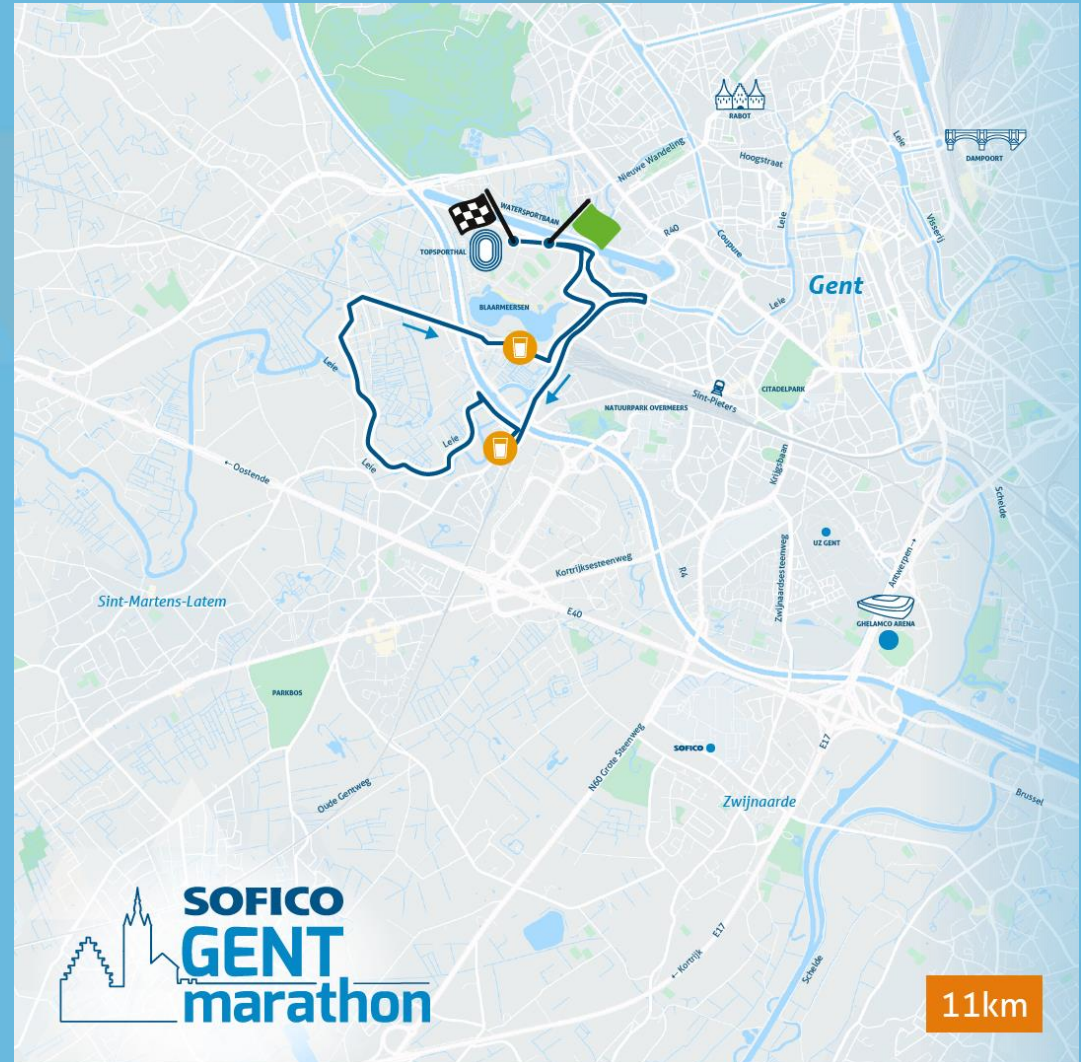 RABOT
DAMPOORT
Leie
Hoogstraat
Nieuwe Wandeling
WATERSPORTBAAN
Leie
Visserij
R40
Coupure
TOPSPORTHAL
Gent
BLAARMEERSEN
Leie
Leie
CITADELPARK
Sint-Pieters
NATUURPARK OVERMEERS
Leie
Leie
Krijgsbaan
←Oostende
Schelde
UZ GENT
Antwerpen→
Kortrijksesteenweg
R4
Zwijnaardsesteenweg
Sint-Martens-Latem
E40
GHELAMCO ARENA
PARKBOS
E17
SOFICO
N60 Grote Steenweg
Oude Gentweg
Zwijnaarde
Brussel
SOFICO
GENT
marathon
E17
← Kortrijk
Schelde
11km